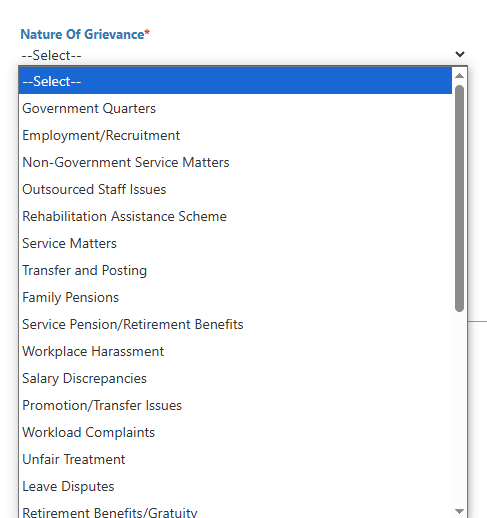 Nature Of Grievance*
--Select--
--Select--
Government Quarters
Employment/Recruitment
Non-Government Service Matters
Outsourced Staff Issues
Rehabilitation Assistance Scheme
Service Matters
Transfer and Posting
Family Pensions
Service Pension/Retirement Benefits
Workplace Harassment
Salary Discrepancies
Promotion/Transfer Issues
Workload Complaints
Unfair Treatment
Leave Disputes
Retirement Benefits/Gratuity